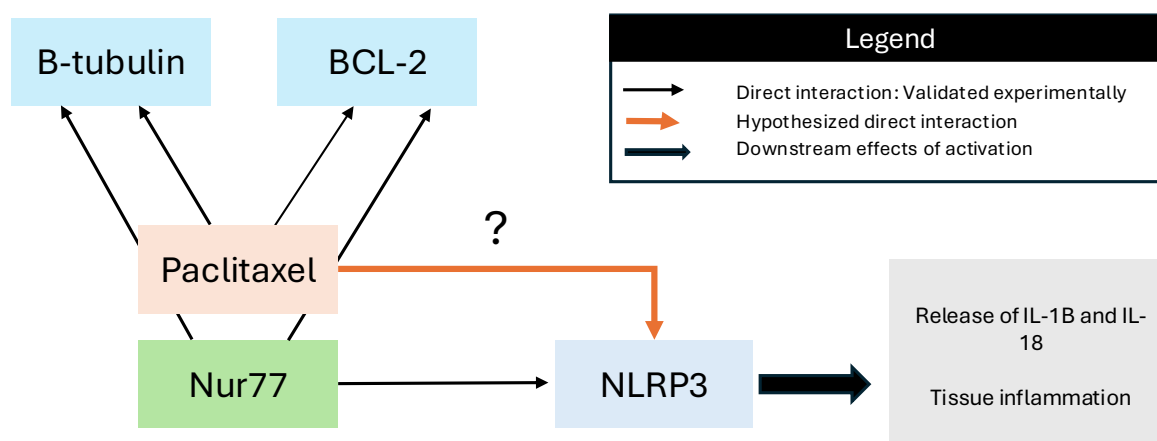 B-tubulin
BCL-2
Legend
Direct interaction: Validated experimentally
Hypothesized direct interaction
Downstream effects of activation
?
Paclitaxel
Release of IL-1B and IL-
18
Nur77
NLRP3
Tissue inflammation